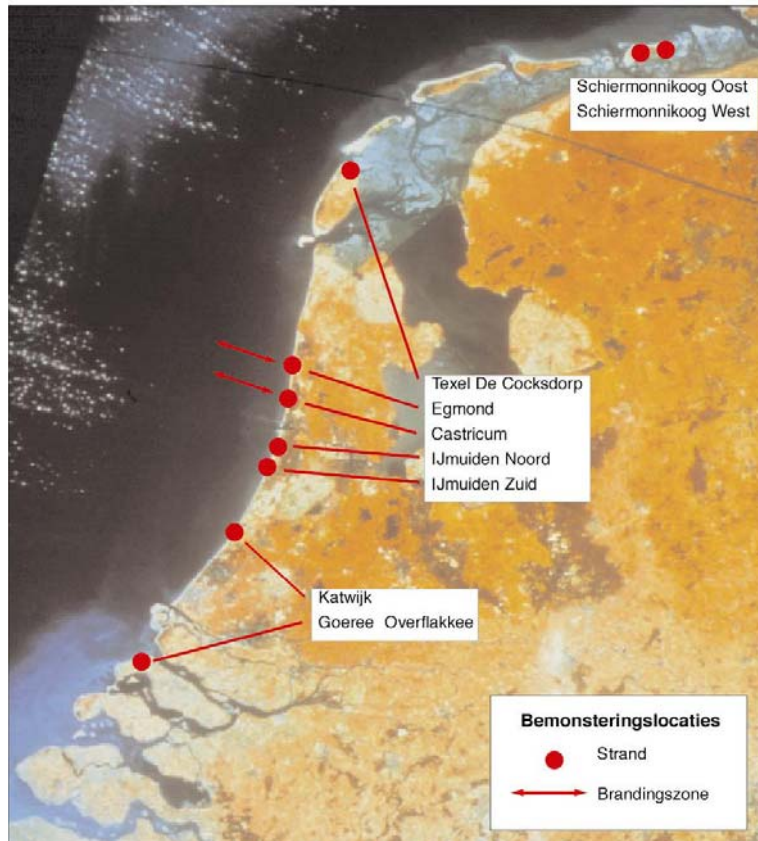 Schiermonnikoog Oost
Schiermonnikoog West
Texel De Cocksdorp
Egmond
Castricum
IJmuiden Noord
IJmuiden Zuid
Katwijk
Goeree Overflakkee
Bemonsteringslocaties
Strand
Brandingszone